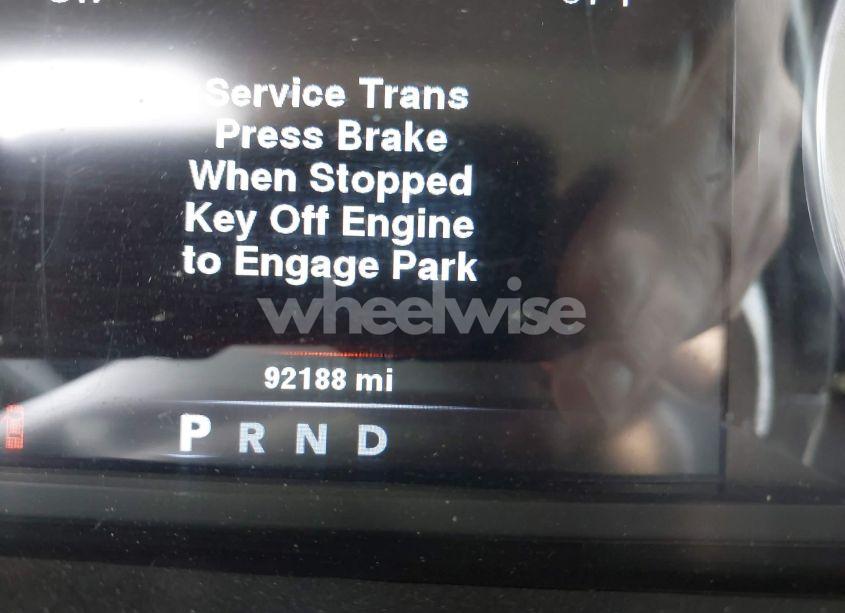 Service Trans
Press Brake
When Stopped
Key Off Engine
to Engage Park
wheelwise
92188 mi
P R N D